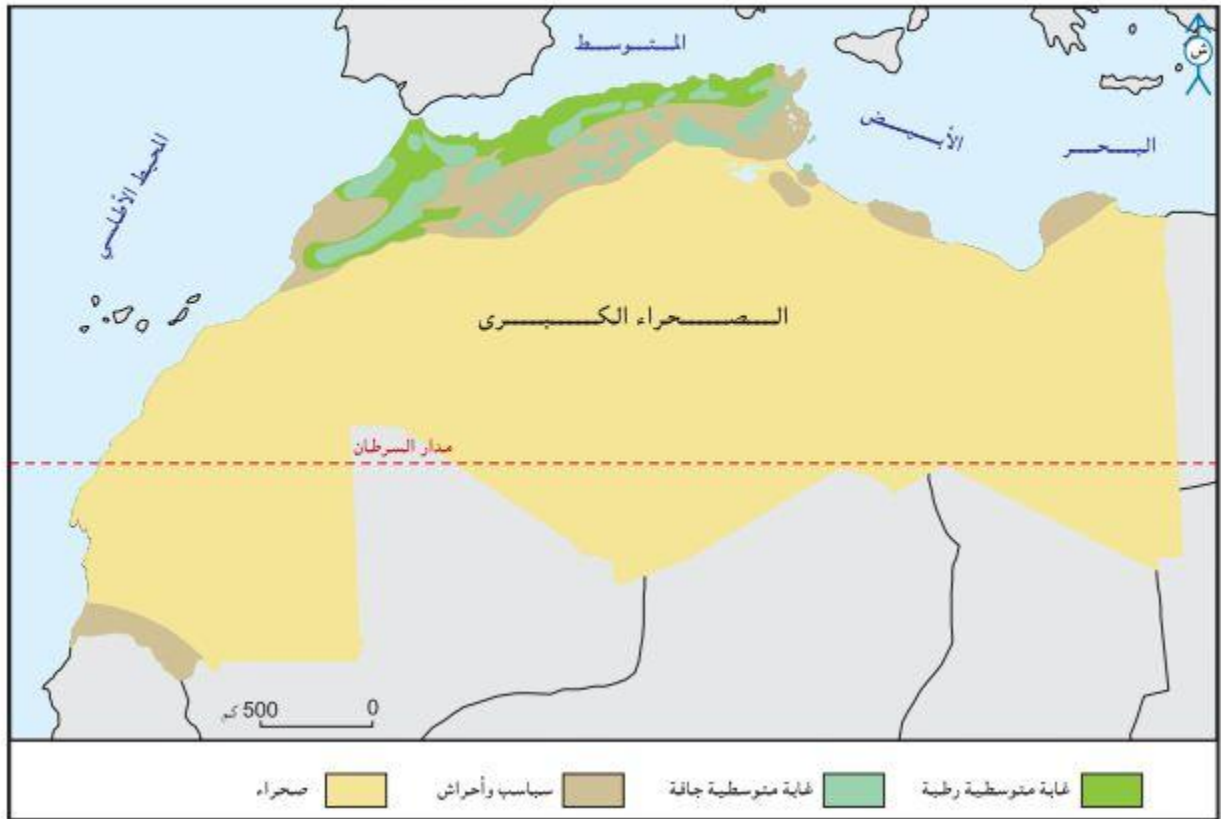 ش
المتوسط
الأبيض
البحر
المحيط الأطلسي
الصحراء الكبرى
مدار السرطان
500 كم
0
غابة متوسطية رطبة
غابة متوسطية جافة
سباسب وأحراش
صحراء